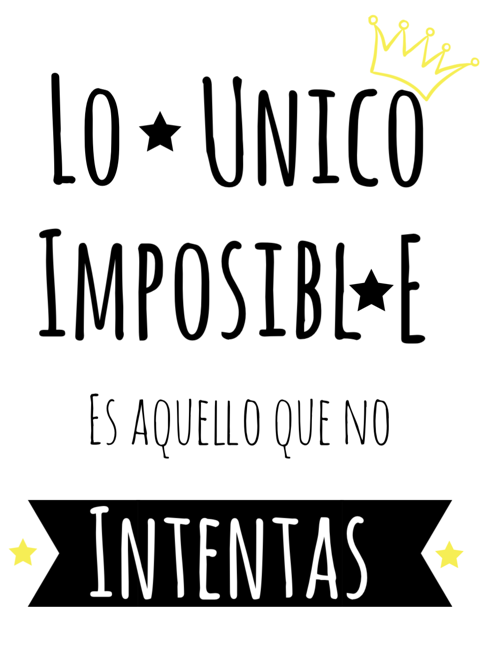 Lo Unico
Imposible
Es aquello que no
Intentas